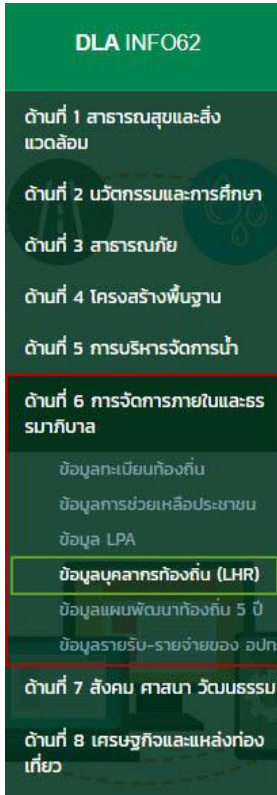 DLA INFO62
ด้านที่ 1 สาธารณสุขและสิ่ง
แวดล้อม
ด้านที่ 2 นวัตกรรมและการศึกษา
ด้านที่ 3 สาธารณภัย
ด้านที่ 4 โครงสร้างพื้นฐาน
ด้านที่ 5 การบริหารจัดการน้ำ
ด้านที่ 6 การจัดการภายในและธร
รมาภิบาล
ข้อมูลทะเบียนท้องถิ่น
ข้อมูลการช่วยเหลือประชาชน
ข้อมูล LPA
ข้อมูลบุคลากรท้องถิ่น (LHR)
ข้อมูลแผนพัฒนาท้องถิ่น 5 ปี
ข้อมูลรายรับ-รายจ่ายของ อปท
ด้านที่ 7 สังคม ศาสนา วัฒนธรรม
ด้านที่ 8 เศรษฐกิจและแหล่งท่อง
เที่ยว